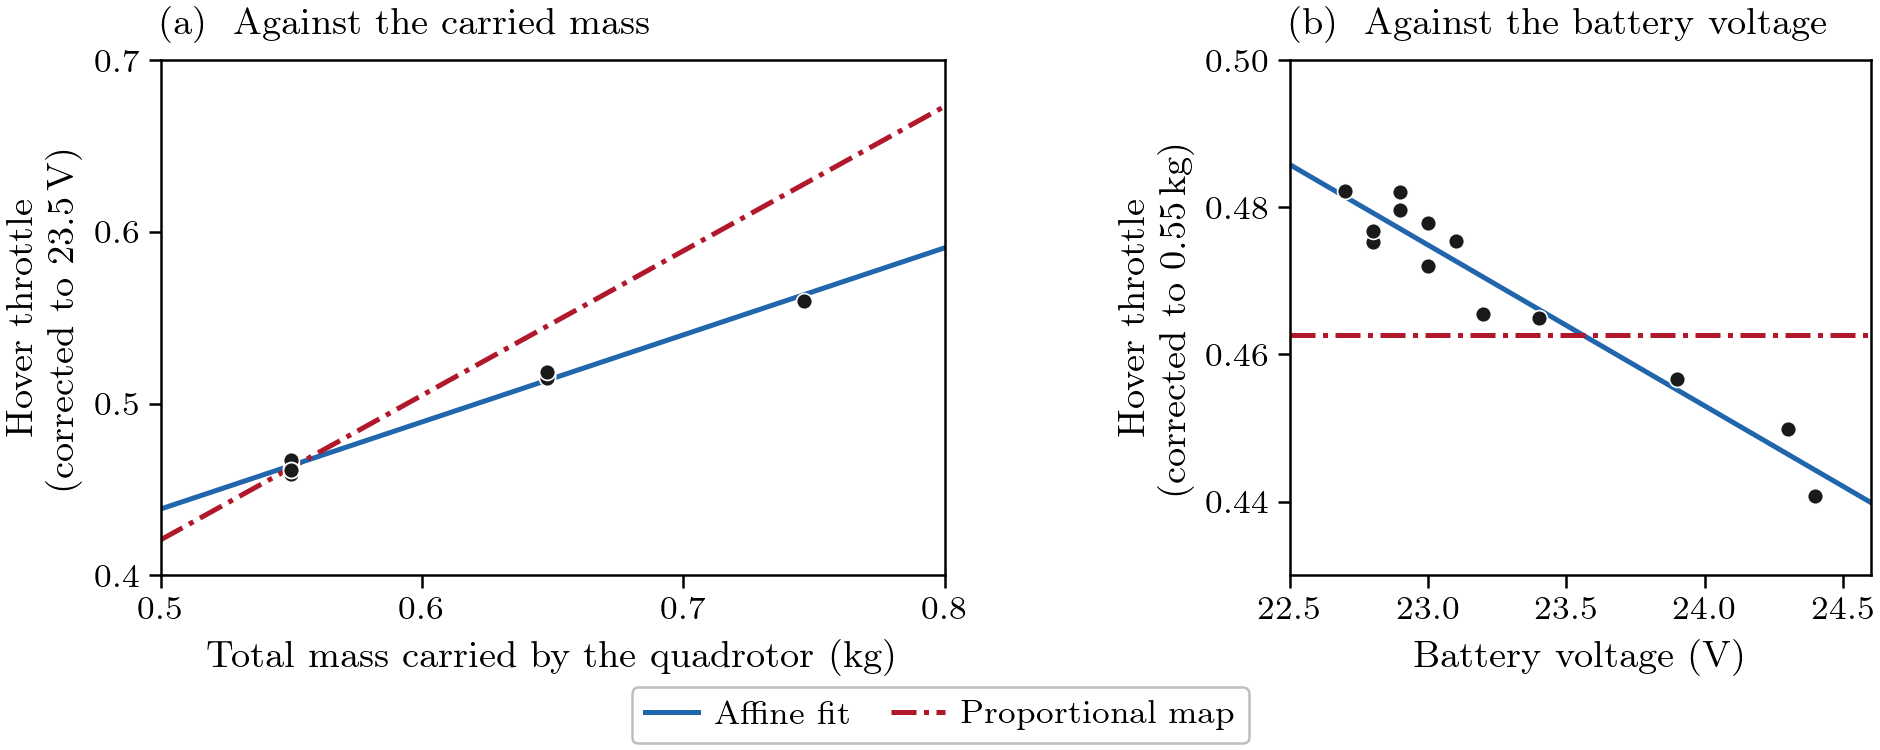 (a) Against the carried mass
0.7
0.6
0.5
0.4
Hover throttle
(corrected to 23.5 V)
0.5 0.6 0.7 0.8
Total mass carried by the quadrotor (kg)
(b) Against the battery voltage
0.50
0.48
0.46
0.44
Hover throttle
(corrected to 0.55 kg)
22.5 23.0 23.5 24.0 24.5
Battery voltage (V)
Affine fit Proportional map